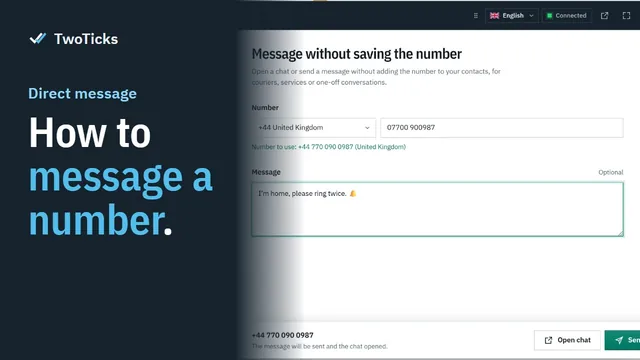 TwoTicks
Direct message
How to
message a
number.
English
Connected
Message without saving the number
Open a chat or send a message without adding the number to your contacts, for
couriers, services or one-off conversations.
Number
+44 United Kingdom
07700 900987
Number to use: +44 770 090 0987 (United Kingdom)
Message
Optional
I'm home, please ring twice. 🔔
+44 770 090 0987
The message will be sent and the chat opened.
Open chat